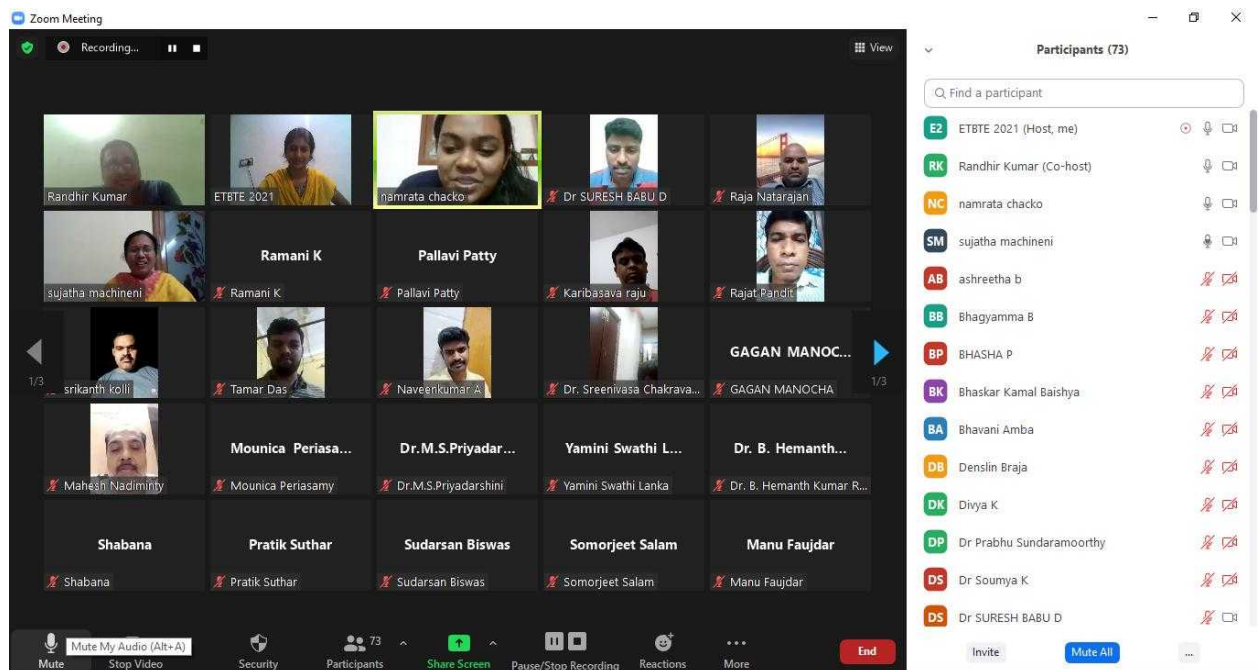 Zoom Meeting
Recording...
View
Randhir Kumar
ETBTE 2021
namrata chacko
Dr SURESH BABU D
Raja Natarajan
sujatha machineni
Ramani K
Ramani K
Pallavi Patty
Pallavi Patty
Karibasava raju
Rajat Pandit
srikanth kolli
Tamar Das
Naveenkumar A
Dr. Sreenivasa Chakrava...
GAGAN MANOC...
GAGAN MANOCHA
1/3
1/3
Mahesh Nadiminty
Mounica Periasa...
Mounica Periasamy
Dr.M.S.Priyadar...
Dr.M.S.Priyadarshini
Yamini Swathi L...
Yamini Swathi Lanka
Dr. B. Hemanth...
Dr. B. Hemanth Kumar R...
Shabana
Shabana
Pratik Suthar
Pratik Suthar
Sudarsan Biswas
Sudarsan Biswas
Somorjeet Salam
Somorjeet Salam
Manu Faujdar
Manu Faujdar
Mute My Audio (Alt+A)
Mute
Stop Video
Security
73
Participants
Share Screen
Pause/Stop Recording
Reactions
More
End
Participants (73)
Find a participant
E2 ETBTE 2021 (Host, me)
RK Randhir Kumar (Co-host)
NC namrata chacko
SM sujatha machineni
AB ashreetha b
BB Bhagyamma B
BP BHASHA P
BK Bhaskar Kamal Baishya
BA Bhavani Amba
DB Denslin Braja
DK Divya K
DP Dr Prabhu Sundaramoorthy
DS Dr Soumya K
DS Dr SURESH BABU D
Invite
Mute All
...